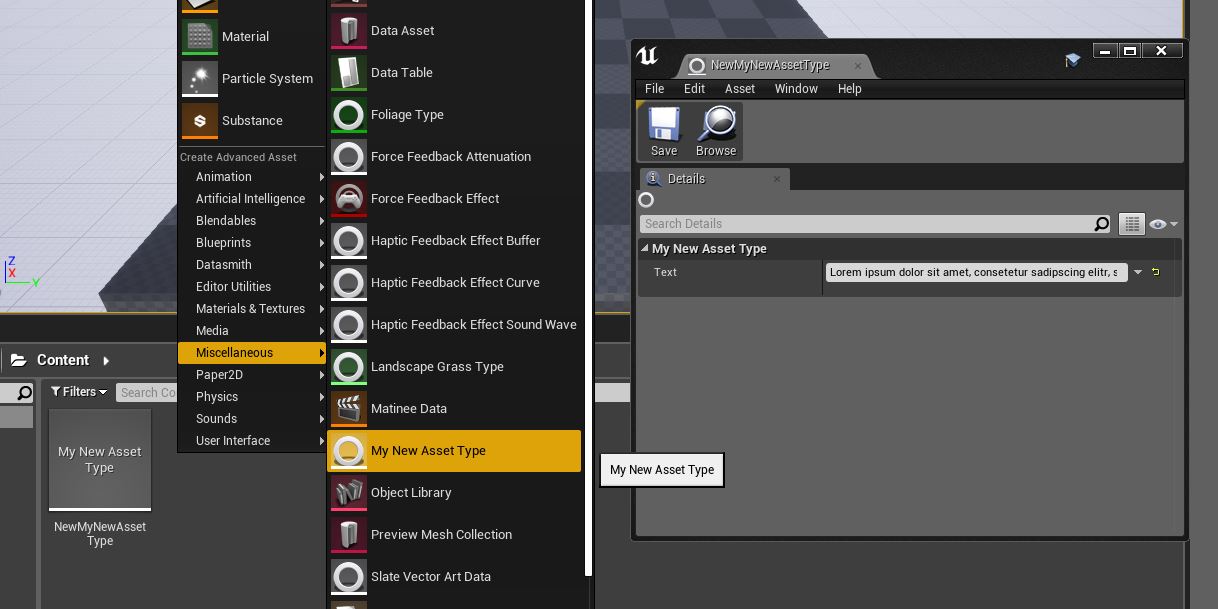 Material
Particle System
Substance
Create Advanced Asset
Animation
Artificial Intelligence
Blendables
Blueprints
Datasmith
Editor Utilities
Materials & Textures
Media
Miscellaneous
Paper2D
Physics
Sounds
User Interface
Data Asset
Data Table
Foliage Type
Force Feedback Attenuation
Force Feedback Effect
Haptic Feedback Effect Buffer
Haptic Feedback Effect Curve
Haptic Feedback Effect Sound Wave
Landscape Grass Type
Matinee Data
My New Asset Type
Object Library
Preview Mesh Collection
Slate Vector Art Data
My New Asset Type
Z
X
Y
Content
Filters
Search Co
My New Asset
Type
NewMyNewAsset
Type
NewMyNewAssetType
File Edit Asset Window Help
Save Browse
Details
Search Details
My New Asset Type
Text Lorem ipsum dolor sit amet, consetetur sadipscing elitr, s